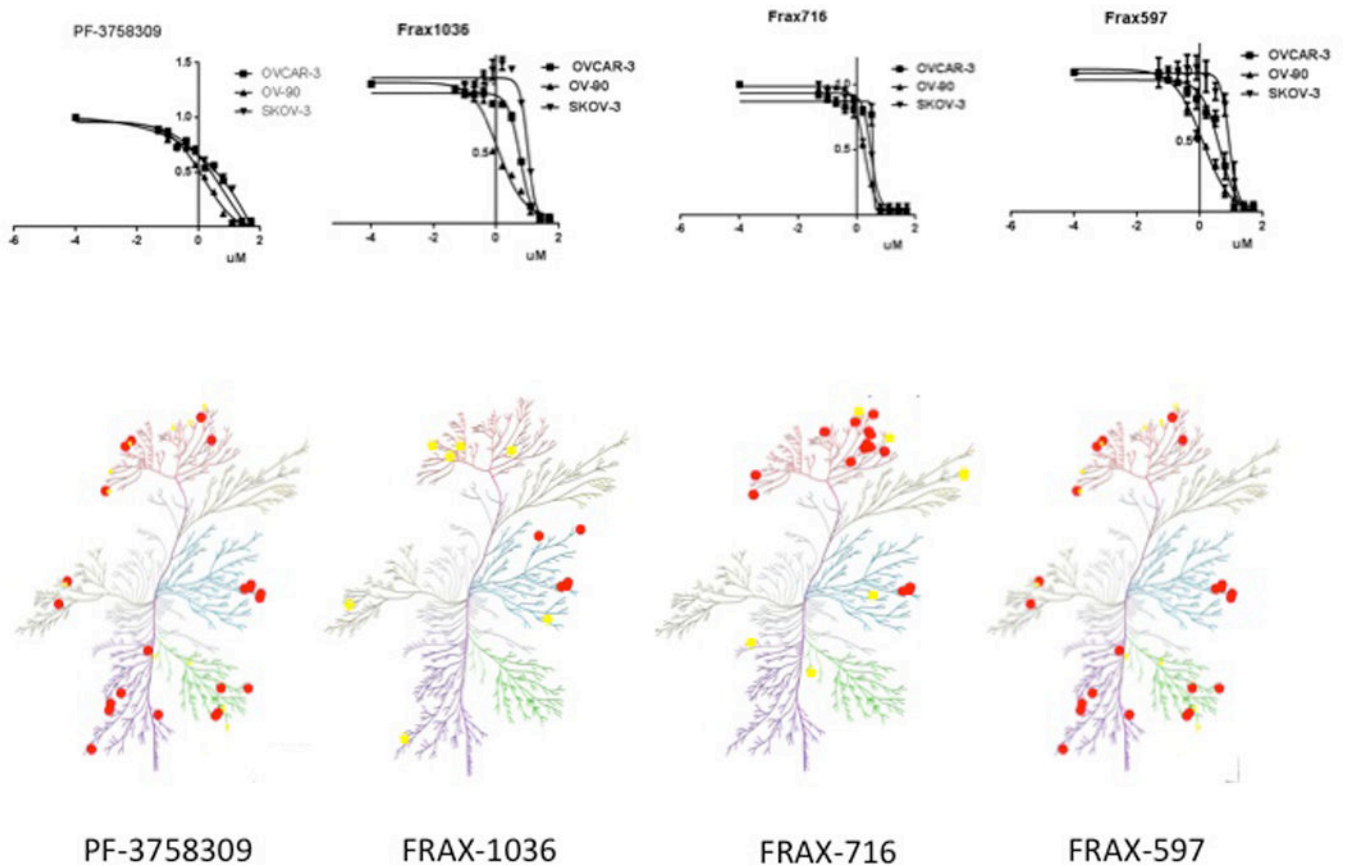 PF-3758309
1.5
1.0
0.5
OVCAR-3
OV-90
SKOV-3
-6 -4 -2 0 2
uM
Frax1036
0.5
OVCAR-3
OV-90
SKOV-3
-4 -2 0 2
uM
Frax716
1.0
0.5
OVCAR-3
OV-90
SKOV-3
-6 -4 -2 0 2
uM
Frax597
0.5
OVCAR-3
OV-90
SKOV-3
-6 -4 -2 0 2
uM
PF-3758309
FRAX-1036
FRAX-716
FRAX-597